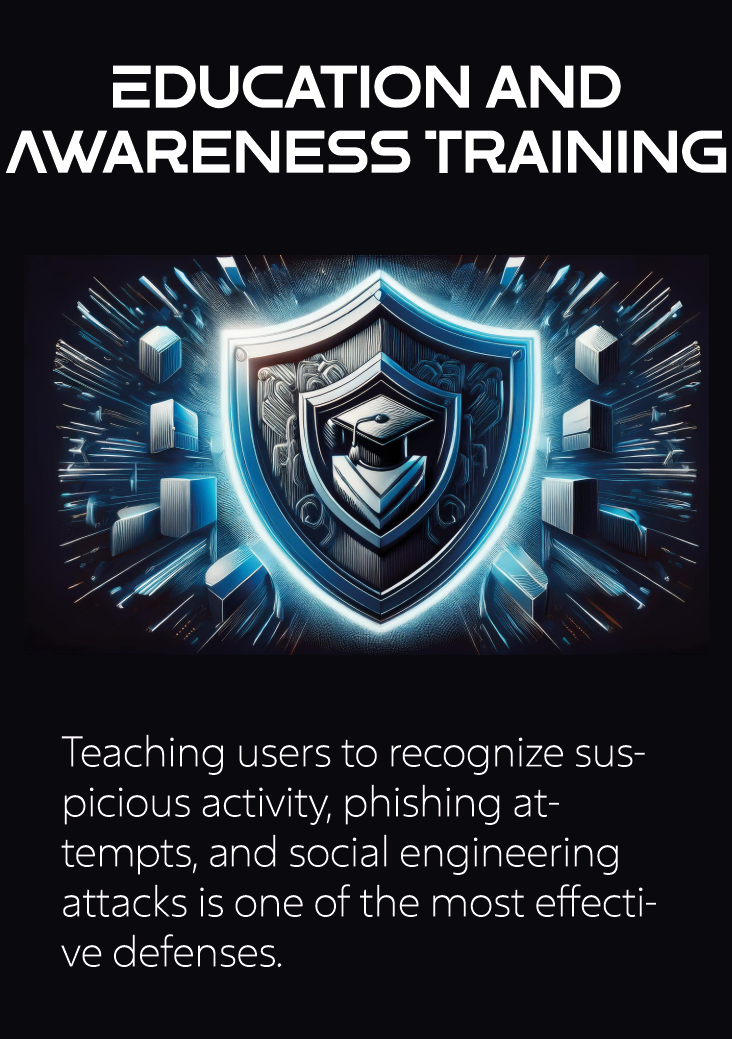 EDUCATION AND
AWARENESS TRAINING
Teaching users to recognize sus-
picious activity, phishing at-
tempts, and social engineering
attacks is one of the most effecti-
ve defenses.